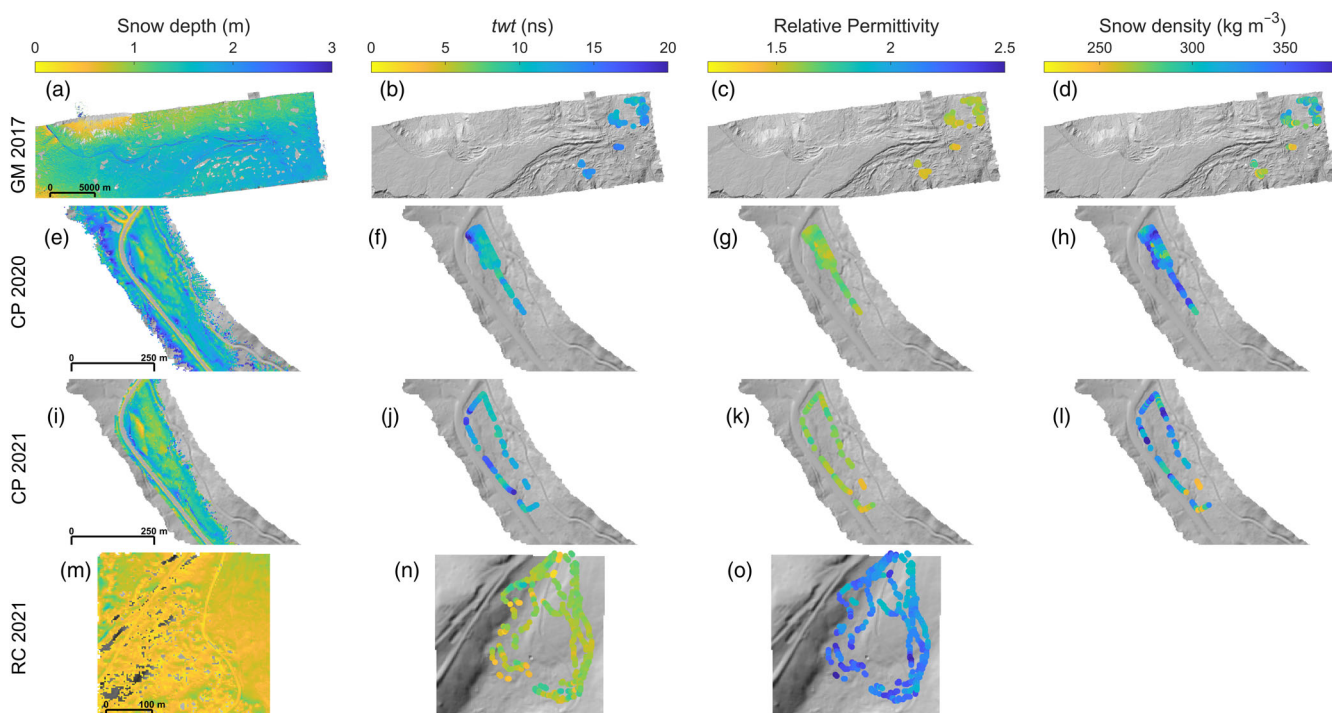 Snow depth (m) twt (ns) Relative Permittivity Snow density (kg m⁻³)
0 1 2 3 0 5 10 15 20 1.5 2 2.5 250 300 350
GM 2017 (a) (b) (c) (d)
0 5000 m
CP 2020 (e) (f) (g) (h)
0 250 m
CP 2021 (i) (j) (k) (l)
0 250 m
RC 2021 (m) (n) (o)
0 100 m